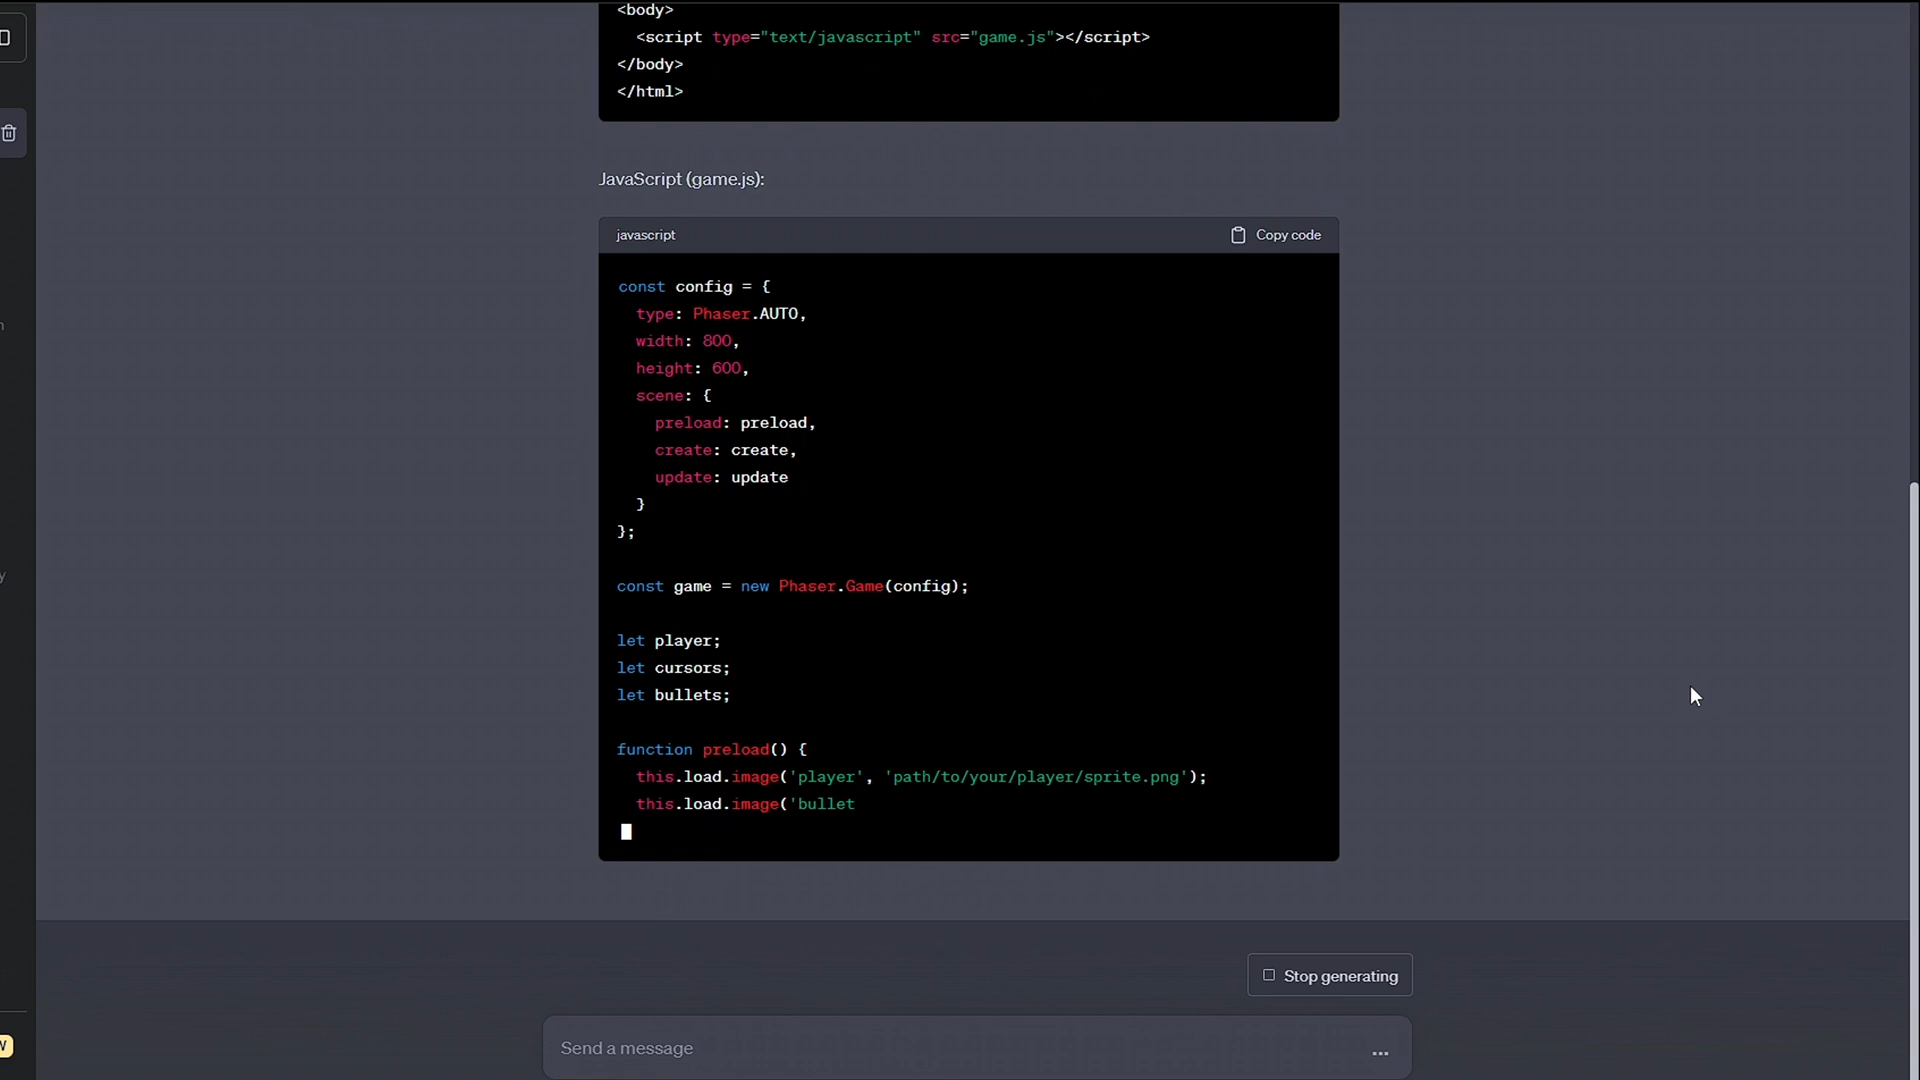 <body>
<script type="text/javascript" src="game.js"></script>
</body>
</html>
JavaScript (game.js):
javascript
Copy code
const config = {
type: Phaser.AUTO,
width: 800,
height: 600,
scene: {
preload: preload,
create: create,
update: update
}
};
const game = new Phaser.Game(config);
let player;
let cursors;
let bullets;
function preload() {
this.load.image('player', 'path/to/your/player/sprite.png');
this.load.image('bullet
Stop generating
Send a message
...